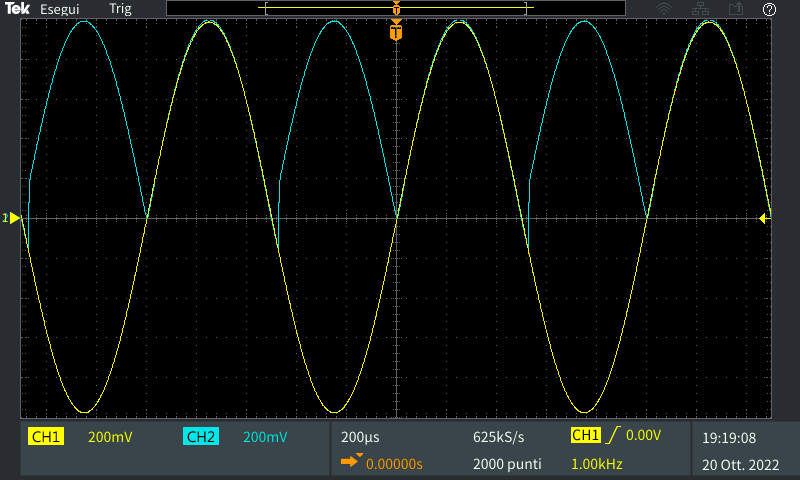 Tek Esegui Trig
T
T
CH1 200mV CH2 200mV 200µs 625kS/s CH1 0.00V 19:19:08
0.00000s 2000 punti 1.00kHz 20 Ott. 2022